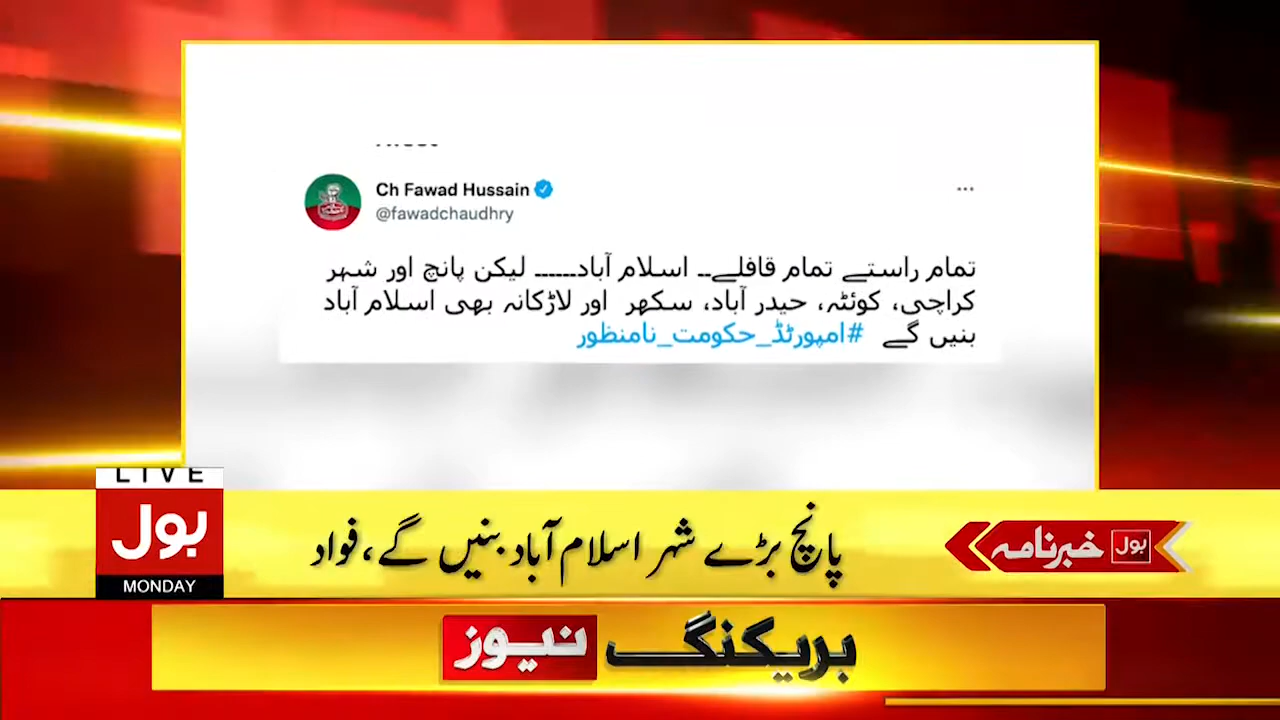 Ch Fawad Hussain
@fawadchaudhry
تمام راستے تمام قافلے-- اسلام آباد------ لیکن پانچ اور شہر
کراچی، کوئٹہ، حیدر آباد، سکھر اور لاڑکانہ بھی اسلام آباد
بنیں گے #امپورٹڈ_حکومت_نامنظور
LIVE
بول
MONDAY
پانچ بڑے شہر اسلام آباد بنیں گے، فواد
بول خبرنامہ
بریکنگ نیوز